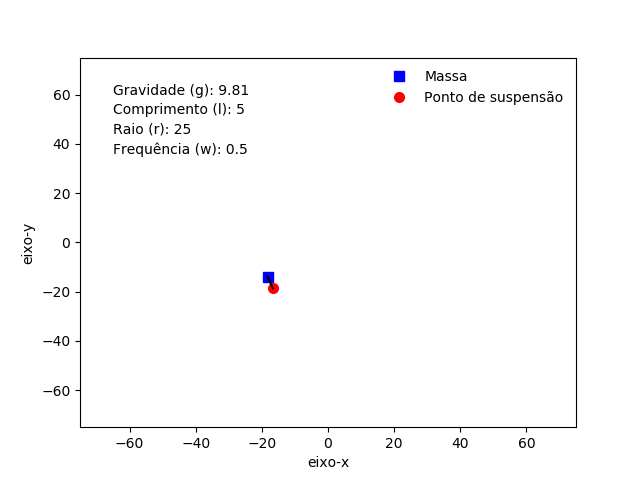 Gravidade (g): 9.81
Comprimento (l): 5
Raio (r): 25
Frequência (w): 0.5
Massa
Ponto de suspensão
60
40
20
0
−20
−40
−60
eixo-y
−60 −40 −20 0 20 40 60
eixo-x